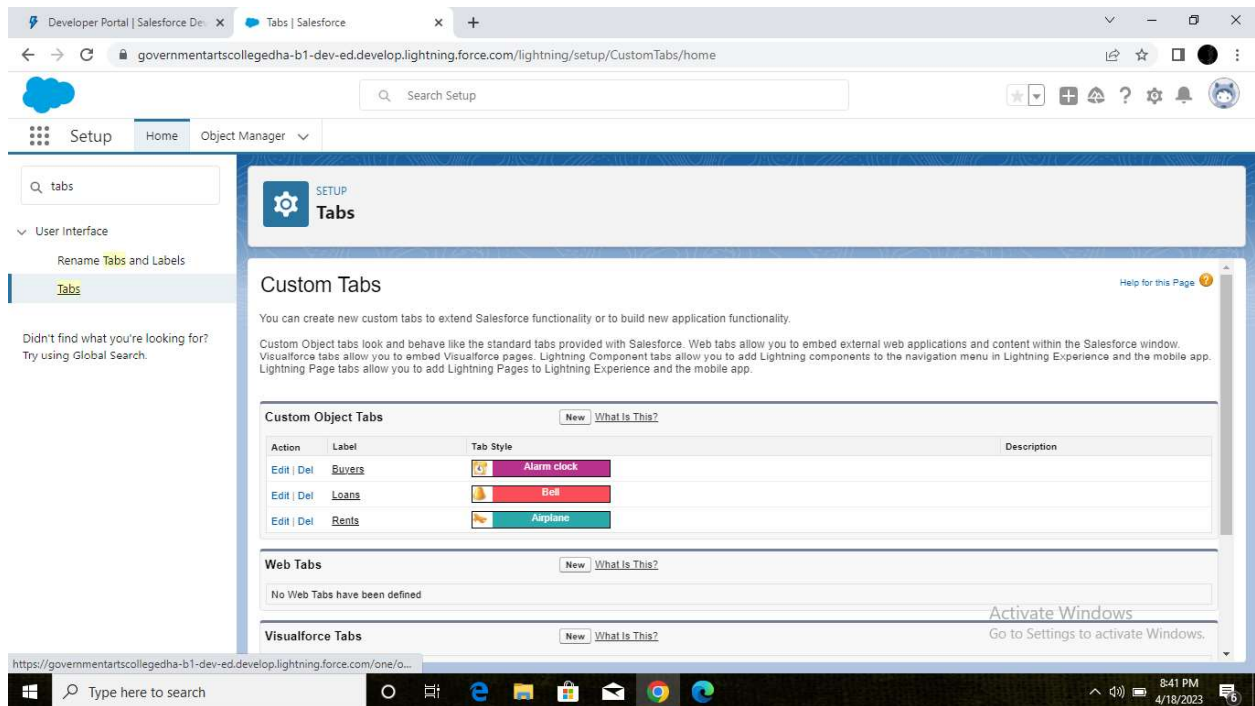 Developer Portal | Salesforce De
Tabs | Salesforce
governmentartscollegedha-b1-dev-ed.develop.lightning.force.com/lightning/setup/CustomTabs/home
Search Setup
Setup
Home
Object Manager
tabs
User Interface
Rename Tabs and Labels
Tabs
Didn't find what you're looking for?
Try using Global Search.
SETUP
Tabs
Custom Tabs
Help for this Page
You can create new custom tabs to extend Salesforce functionality or to build new application functionality.
Custom Object tabs look and behave like the standard tabs provided with Salesforce. Web tabs allow you to embed external web applications and content within the Salesforce window.
Visualforce tabs allow you to embed Visualforce pages. Lightning Component tabs allow you to add Lightning components to the navigation menu in Lightning Experience and the mobile app.
Lightning Page tabs allow you to add Lightning Pages to Lightning Experience and the mobile app.
Custom Object Tabs New What Is This?
Action Label Tab Style Description
Edit | Del Buyers Alarm clock
Edit | Del Loans Bell
Edit | Del Rents Airplane
Web Tabs New What Is This?
No Web Tabs have been defined
Visualforce Tabs New What Is This?
Activate Windows
Go to Settings to activate Windows.
https://governmentartscollegedha-b1-dev-ed.develop.lightning.force.com/one/o...
Type here to search
8:41 PM
4/18/2023
6